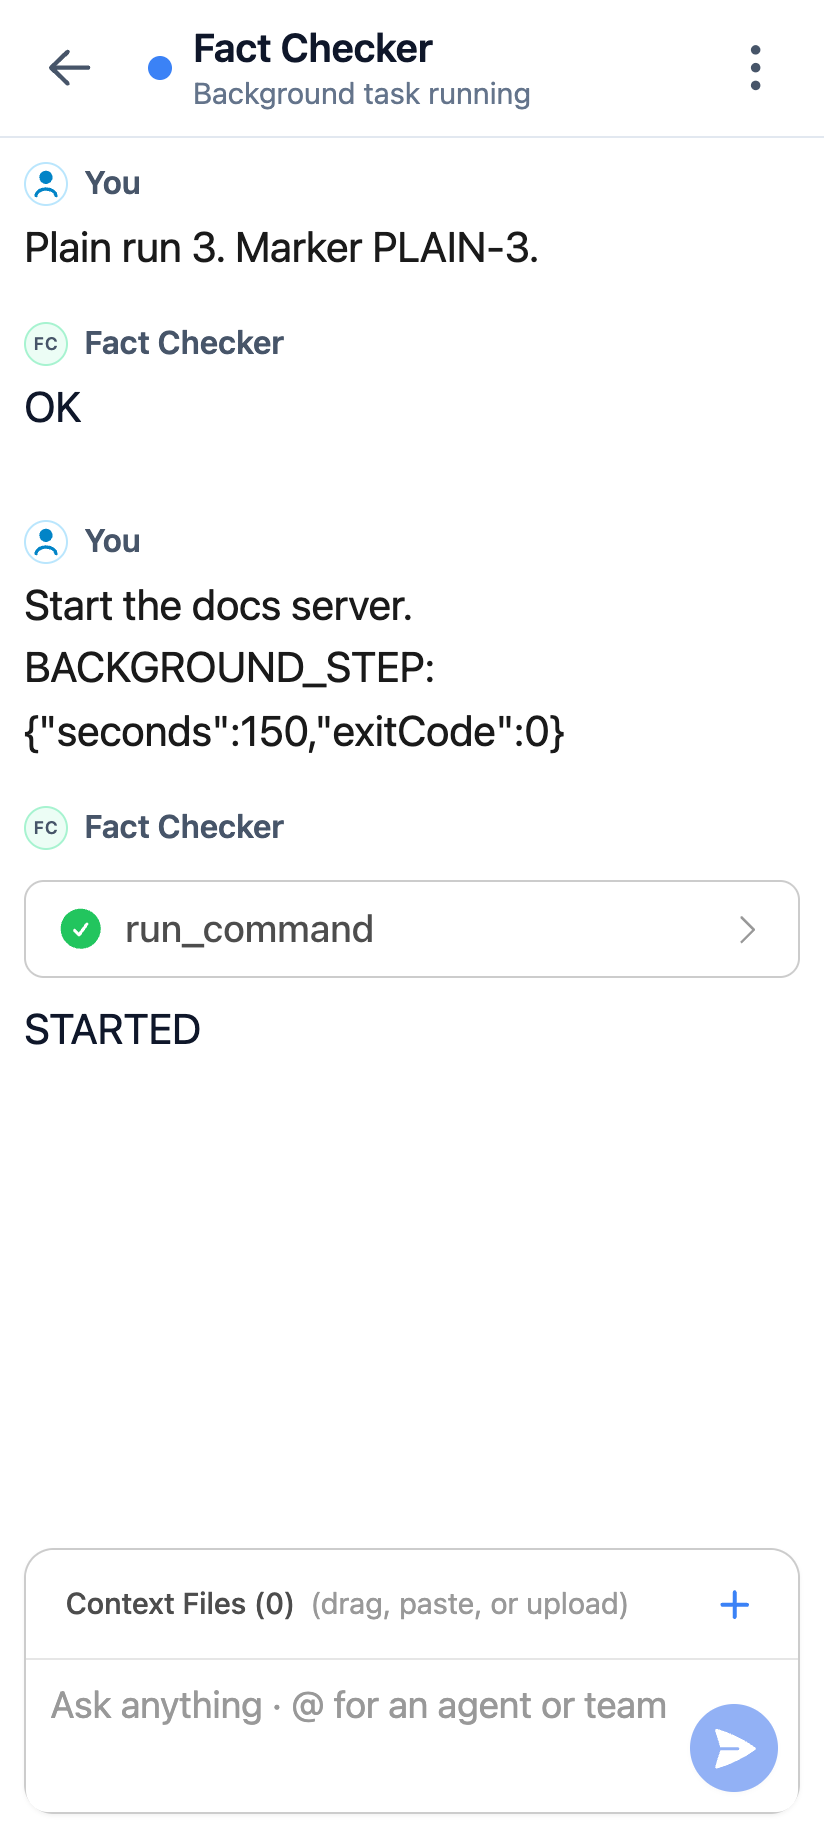 Fact Checker
Background task running
You
Plain run 3. Marker PLAIN-3.
FC Fact Checker
OK
You
Start the docs server.
BACKGROUND_STEP:
{"seconds":150,"exitCode":0}
FC Fact Checker
run_command
STARTED
Context Files (0) (drag, paste, or upload)
Ask anything · @ for an agent or team